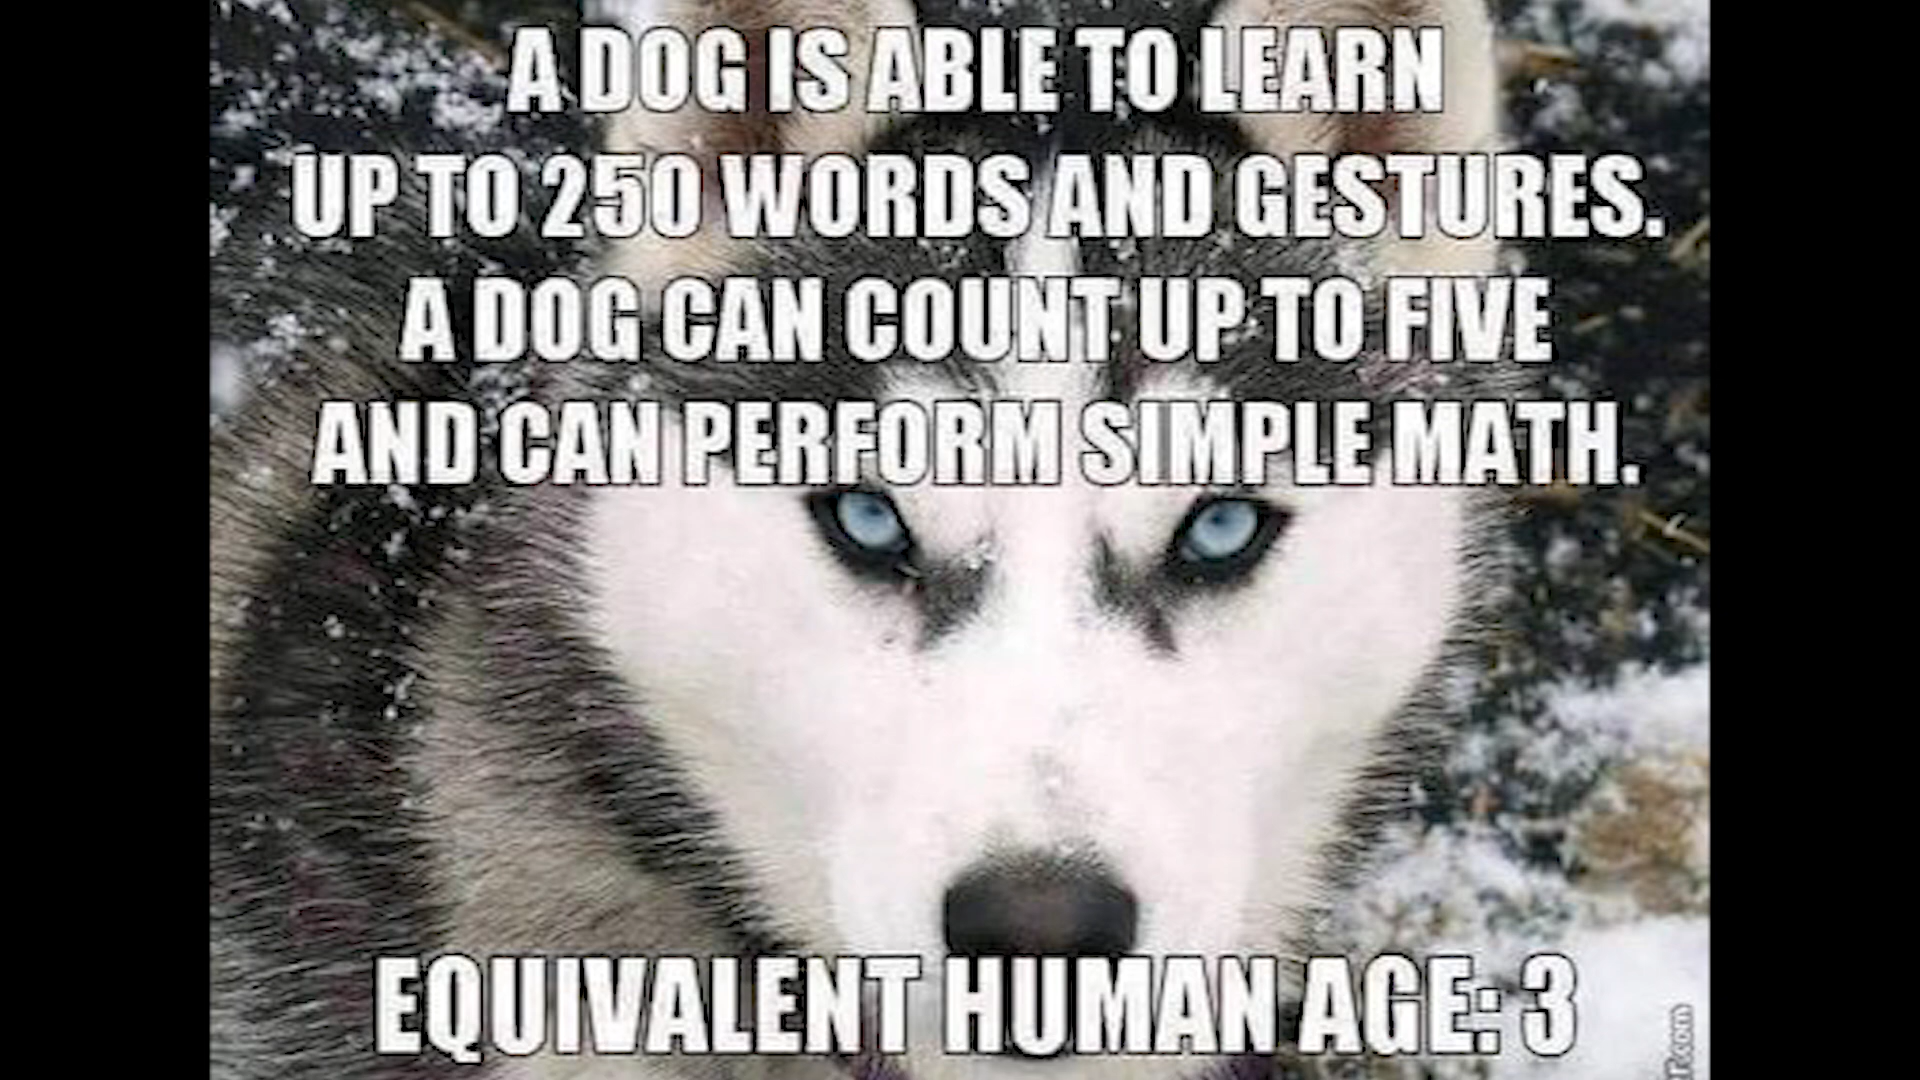 A DOG IS ABLE TO LEARN
UP TO 250 WORDS AND GESTURES.
A DOG CAN COUNT UP TO FIVE
AND CAN PERFORM SIMPLE MATH.
EQUIVALENT HUMAN AGE: 3